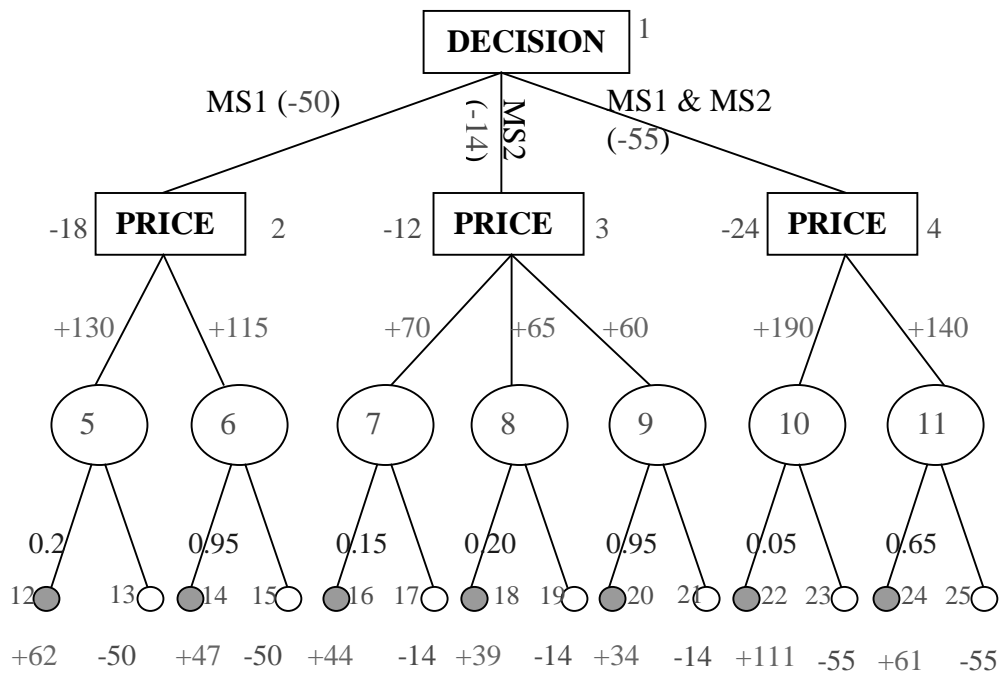 DECISION 1
MS1 (-50)
MS2
(-14)
MS1 & MS2
(-55)
-18 PRICE 2
-12 PRICE 3
-24 PRICE 4
+130 +115 +70 +65 +60 +190 +140
5 6 7 8 9 10 11
0.2 0.95 0.15 0.20 0.95 0.05 0.65
12 13 14 15 16 17 18 19 20 21 22 23 24 25
+62 -50 +47 -50 +44 -14 +39 -14 +34 -14 +111 -55 +61 -55